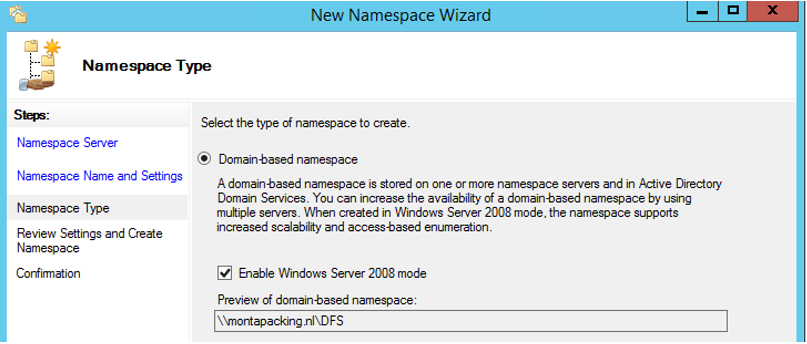 New Namespace Wizard
Namespace Type
Steps:
Namespace Server
Namespace Name and Settings
Namespace Type
Review Settings and Create
Namespace
Confirmation
Select the type of namespace to create.
Domain-based namespace
A domain-based namespace is stored on one or more namespace servers and in Active Directory
Domain Services. You can increase the availability of a domain-based namespace by using
multiple servers. When created in Windows Server 2008 mode, the namespace supports
increased scalability and access-based enumeration.
Enable Windows Server 2008 mode
Preview of domain-based namespace:
\\montapacking.nl\DFS